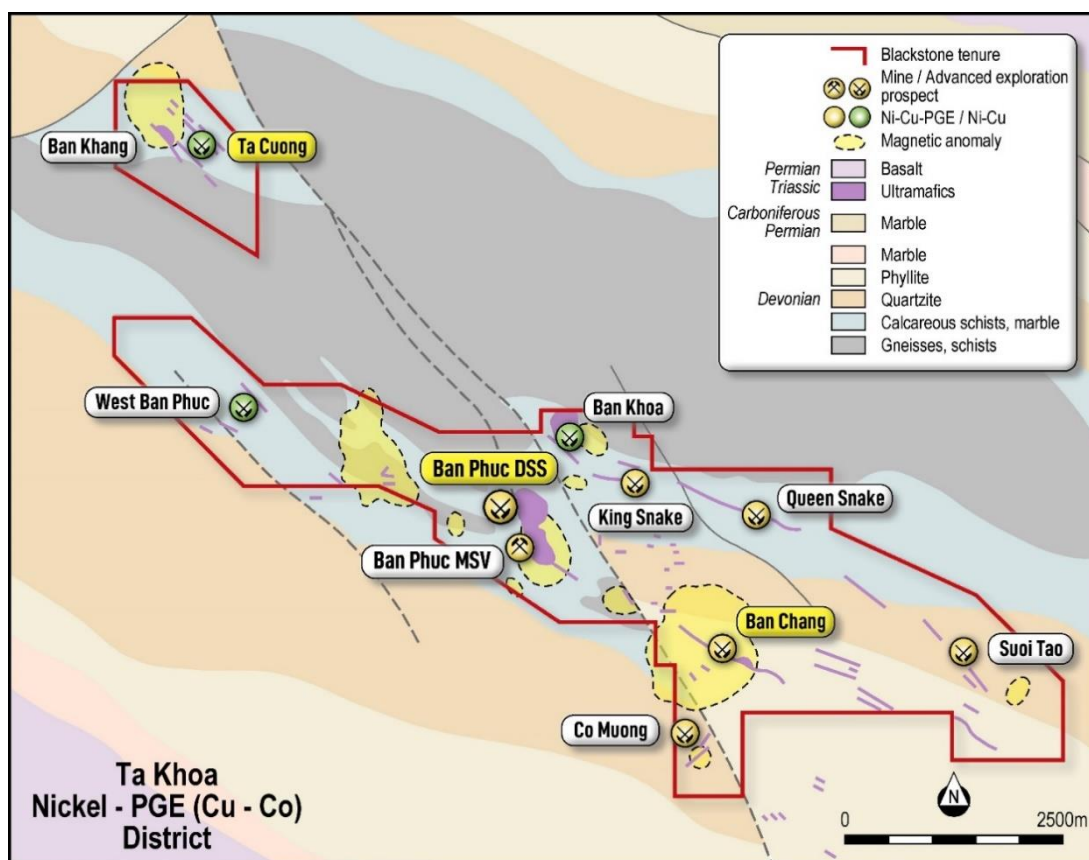 Blackstone tenure
Mine / Advanced exploration
prospect
Ni-Cu-PGE / Ni-Cu
Magnetic anomaly
Permian
Triassic
Basalt
Ultramafics
Carboniferous
Permian
Marble
Marble
Phyllite
Devonian
Quartzite
Calcareous schists, marble
Gneisses, schists
Ban Khang
Ta Cuong
West Ban Phuc
Ban Khoa
Ban Phuc DSS
King Snake
Queen Snake
Ban Phuc MSV
Ban Chang
Suoi Tao
Co Muong
Ta Khoa
Nickel - PGE (Cu - Co)
District
N
0 2500m